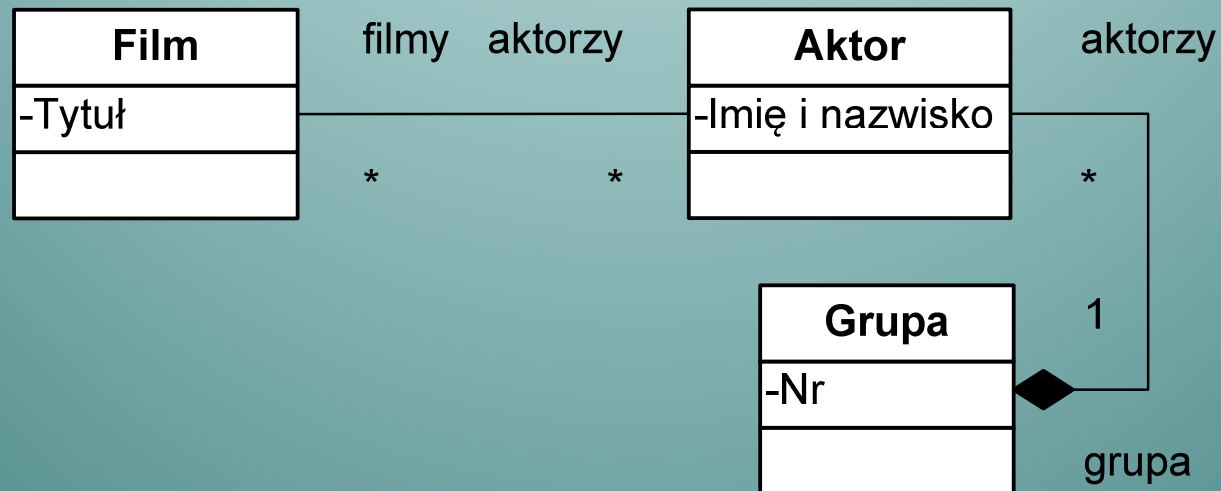 Film
filmy aktorzy
Aktor
aktorzy
-Tytuł
-Imię i nazwisko
*
*
*
Grupa
1
-Nr
grupa